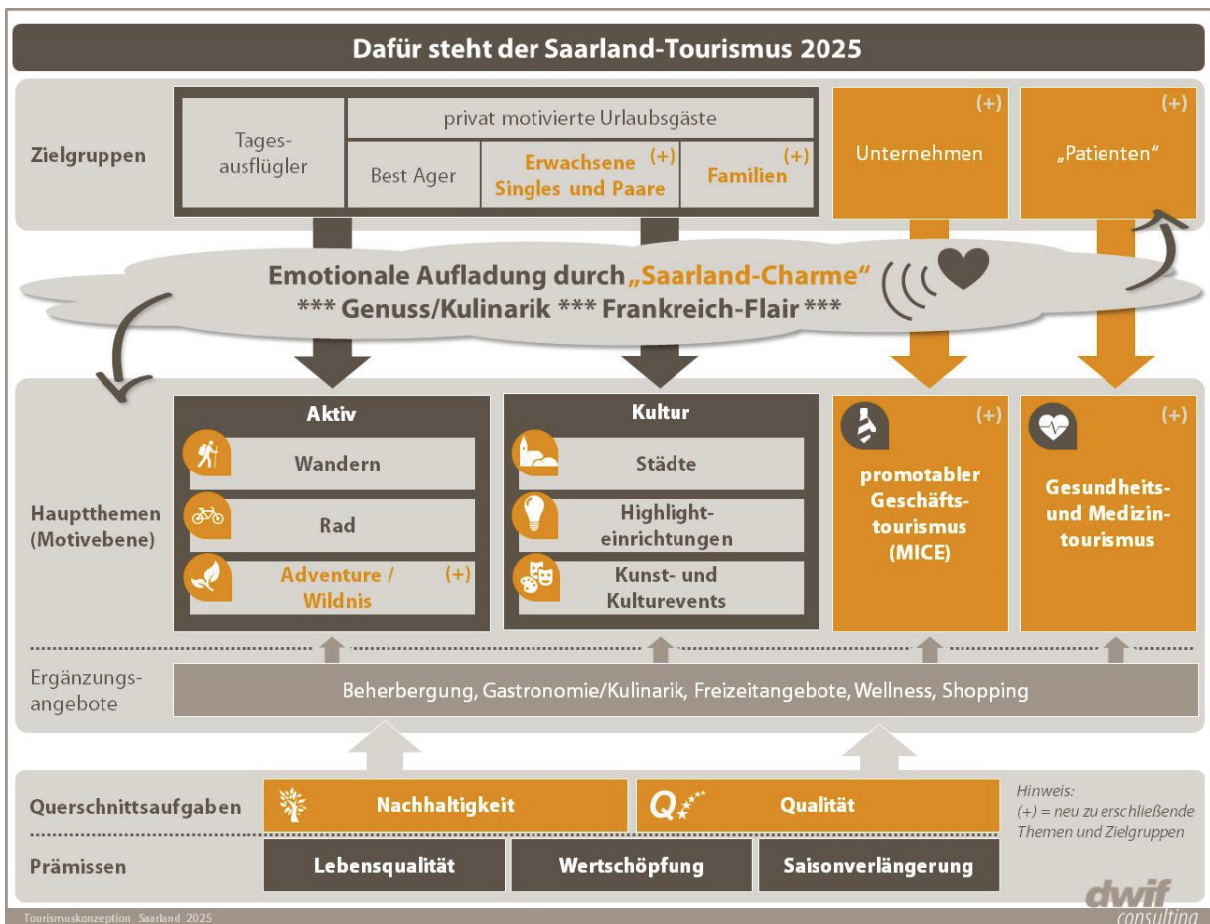 Dafür steht der Saarland-Tourismus 2025
Zielgruppen
Tages-
ausflügler
privat motivierte Urlaubsgäste
Best Ager
Erwachsene (+)
Singles und Paare
(+)
Familien
(+)
Unternehmen
(+)
„Patienten“
Emotionale Aufladung durch „Saarland-Charme“
*** Genuss/Kulinarik *** Frankreich-Flair ***
Hauptthemen
(Motivebene)
Aktiv
Wandern
Rad
Adventure / (+)
Wildnis
Kultur
Städte
Highlight-
einrichtungen
Kunst- und
Kulturevents
(+)
promotabler
Geschäfts-
tourismus
(MICE)
(+)
Gesundheits-
und Medizin-
tourismus
Ergänzungs-
angebote
Beherbergung, Gastronomie/Kulinarik, Freizeitangebote, Wellness, Shopping
Querschnittsaufgaben
Nachhaltigkeit
Q
Qualität
Hinweis:
(+) = neu zu erschließende
Themen und Zielgruppen
Prämissen
Lebensqualität
Wertschöpfung
Saisonverlängerung
Tourismuskonzeption Saarland 2025
dwif
consulting